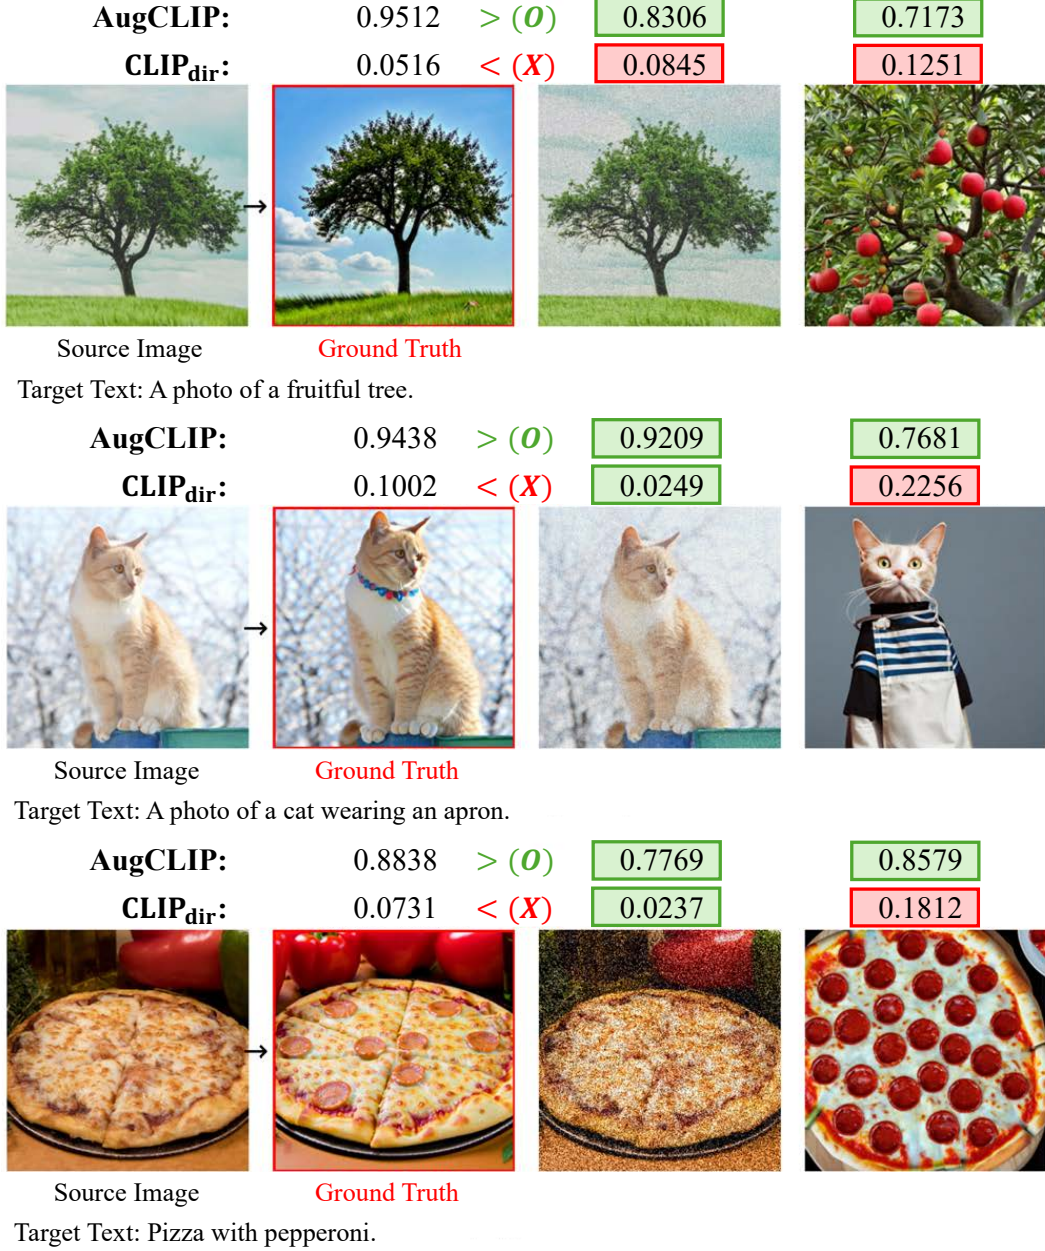 AugCLIP: 0.9512 > (O) 0.8306 0.7173
CLIPdir: 0.0516 < (X) 0.0845 0.1251
→
Source Image Ground Truth
Target Text: A photo of a fruitful tree.
AugCLIP: 0.9438 > (O) 0.9209 0.7681
CLIPdir: 0.1002 < (X) 0.0249 0.2256
→
Source Image Ground Truth
Target Text: A photo of a cat wearing an apron.
AugCLIP: 0.8838 > (O) 0.7769 0.8579
CLIPdir: 0.0731 < (X) 0.0237 0.1812
→
Source Image Ground Truth
Target Text: Pizza with pepperoni.